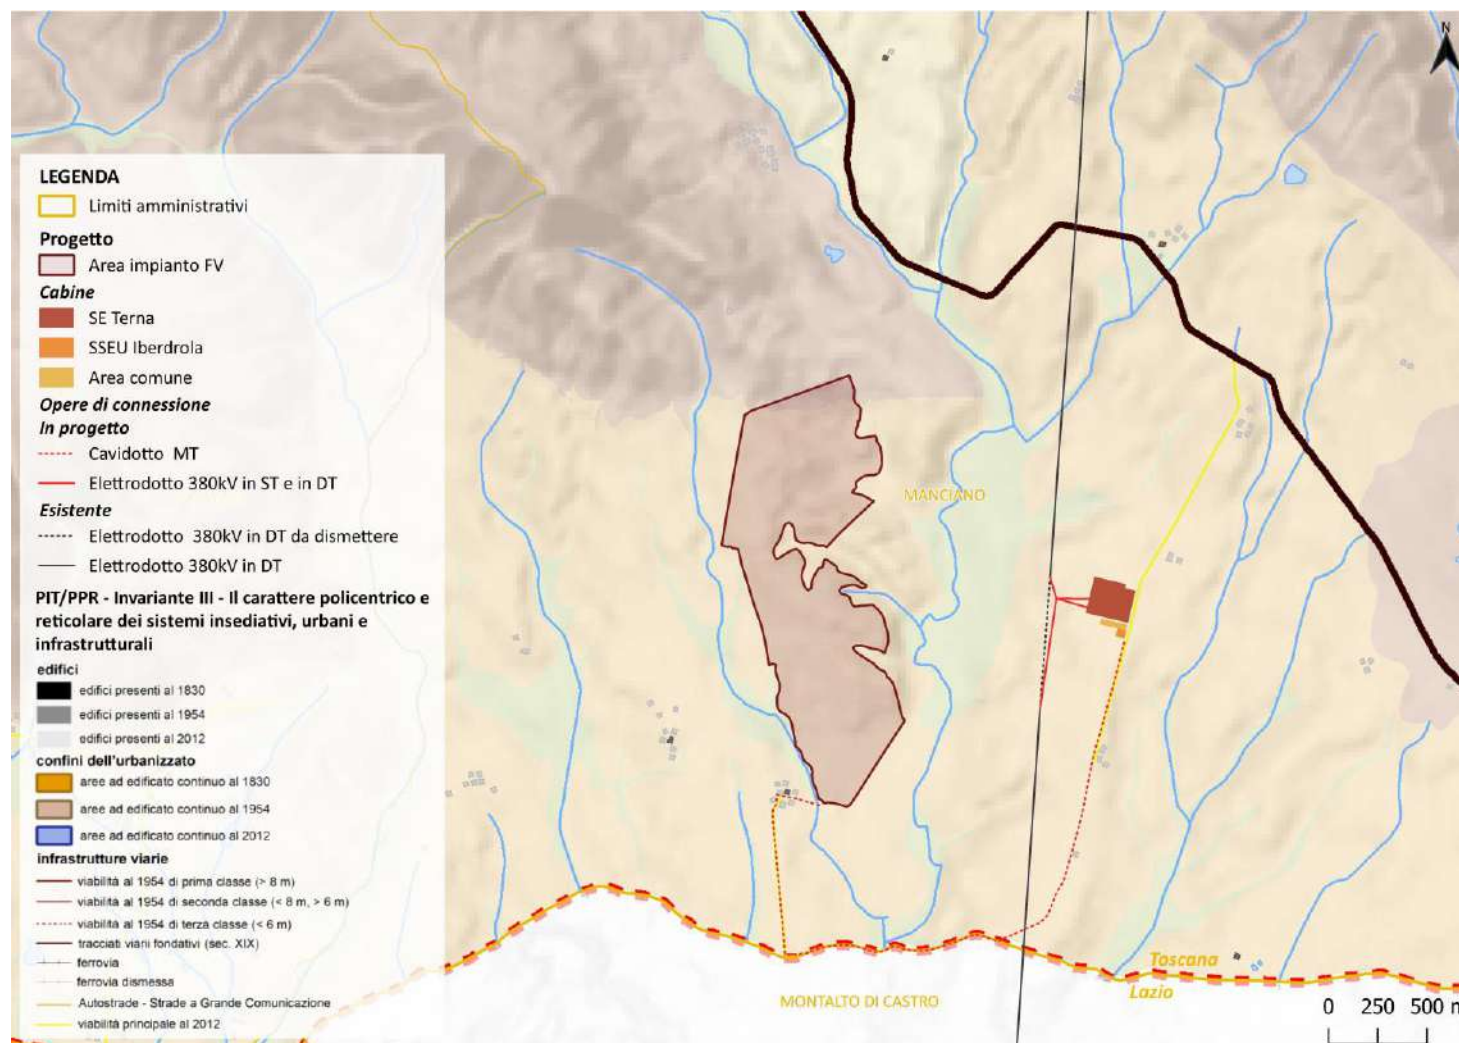 N
LEGENDA
Limiti amministrativi
Progetto
Area impianto FV
Cabine
SE Terna
SSEU Iberdrola
Area comune
Opere di connessione
In progetto
Cavidotto MT
Elettrodotto 380kV in ST e in DT
Esistente
Elettrodotto 380kV in DT da dismettere
Elettrodotto 380kV in DT
PIT/PPR - Invariante III - Il carattere policentrico e
reticolare dei sistemi insediativi, urbani e
infrastrutturali
edifici
edifici presenti al 1830
edifici presenti al 1954
edifici presenti al 2012
confini dell'urbanizzato
aree ad edificato continuo al 1830
aree ad edificato continuo al 1954
aree ad edificato continuo al 2012
infrastrutture viarie
viabilità al 1954 di prima classe (> 8 m)
viabilità al 1954 di seconda classe (< 8 m, > 6 m)
viabilità al 1954 di terza classe (< 6 m)
tracciati viarii fondativi (sec. XIX)
ferrovia
ferrovia dismessa
Autostrade - Strade a Grande Comunicazione
viabilità principale al 2012
MANCIANO
Toscana
Lazio
MONTALTO DI CASTRO
0 250 500 m